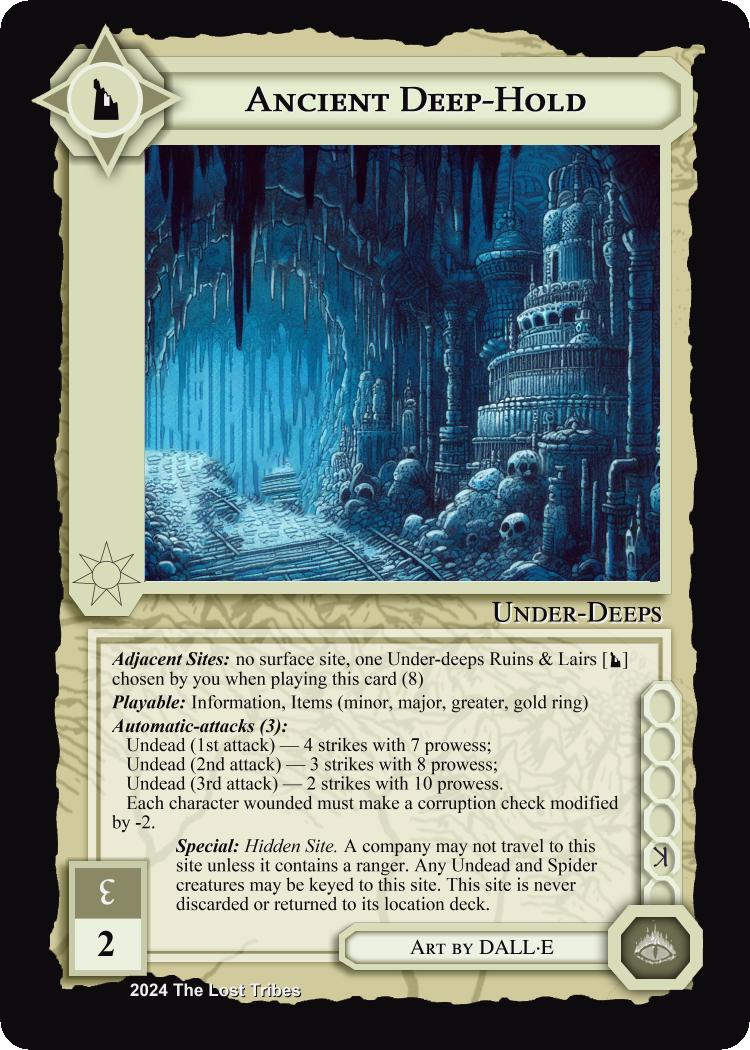 Ancient Deep-Hold
Under-Deeps
Adjacent Sites: no surface site, one Under-deeps Ruins & Lairs [ ]
chosen by you when playing this card (8)
Playable: Information, Items (minor, major, greater, gold ring)
Automatic-attacks (3):
Undead (1st attack) — 4 strikes with 7 prowess;
Undead (2nd attack) — 3 strikes with 8 prowess;
Undead (3rd attack) — 2 strikes with 10 prowess.
Each character wounded must make a corruption check modified
by -2.
Special: Hidden Site. A company may not travel to this
site unless it contains a ranger. Any Undead and Spider
creatures may be keyed to this site. This site is never
discarded or returned to its location deck.
2
Art by DALL·E
2024 The Lost Tribes